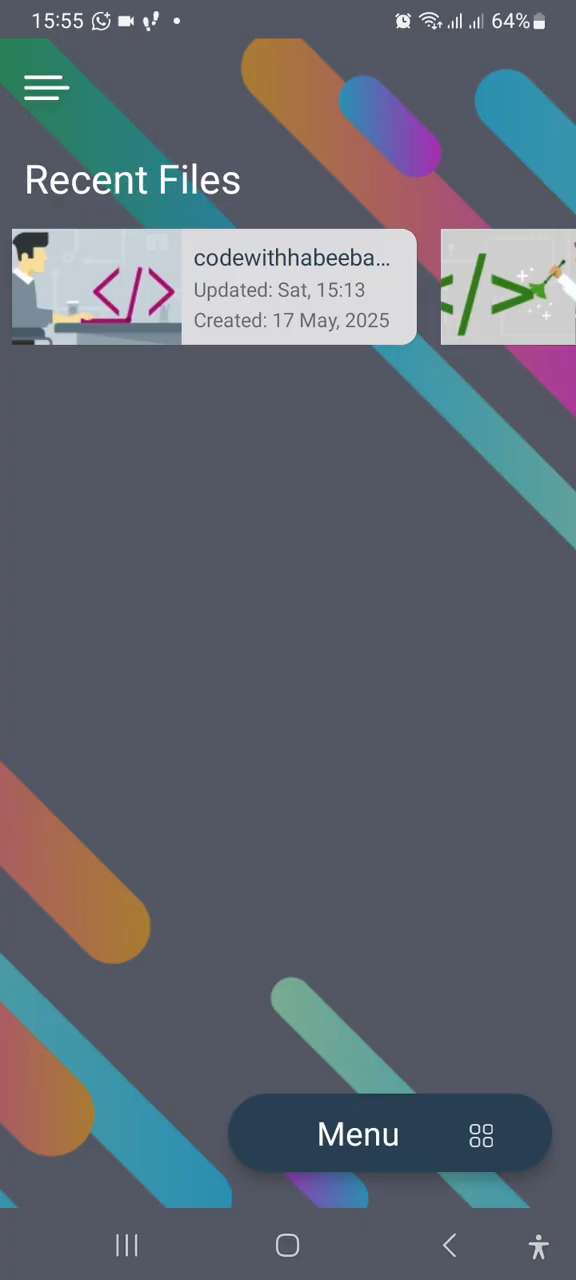 15:55
64%
Recent Files
</>
codewithhabeeba...
Updated: Sat, 15:13
Created: 17 May, 2025
</>
Menu